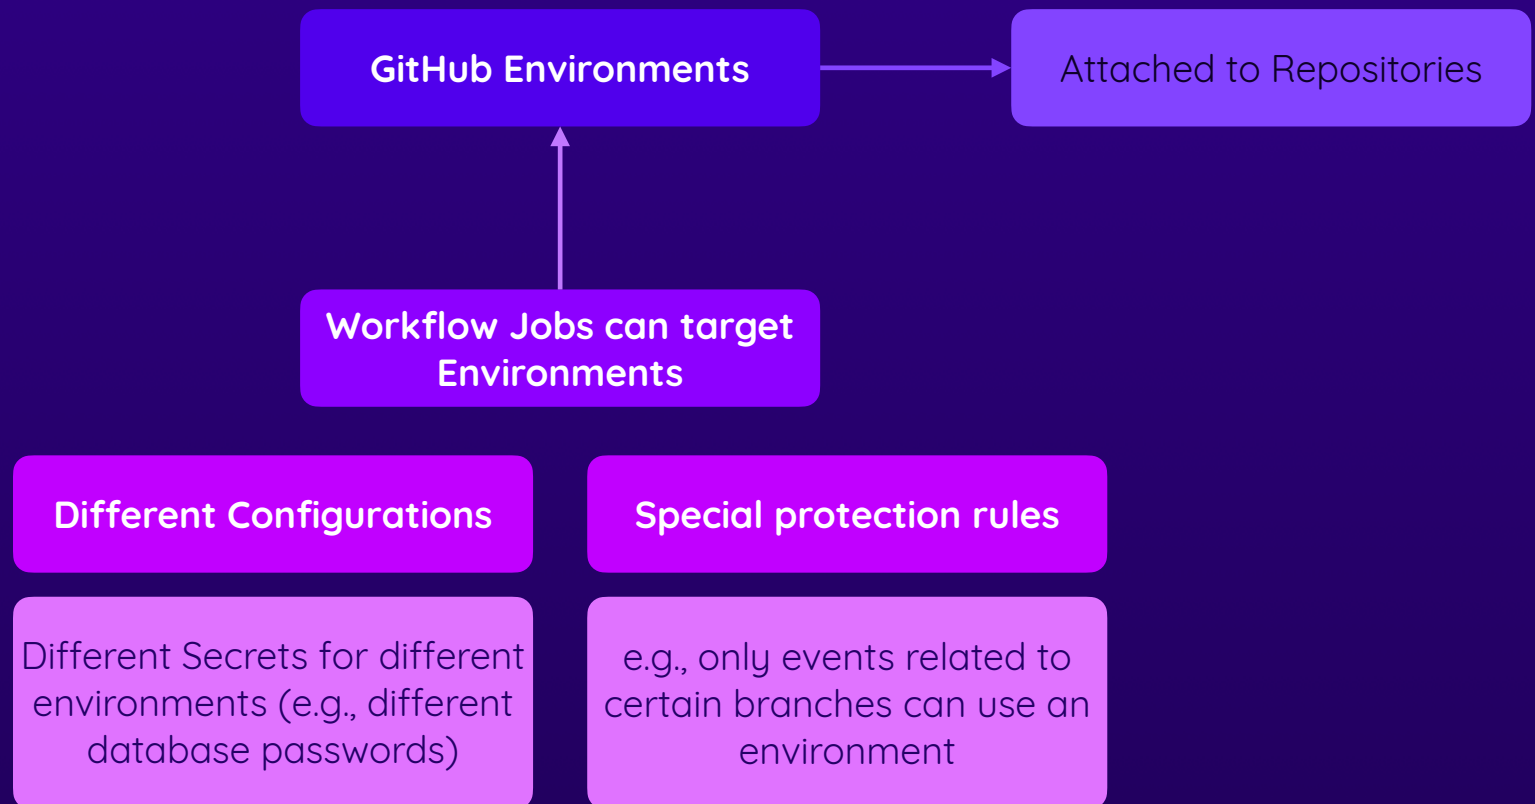 GitHub Environments
Attached to Repositories
Workflow Jobs can target
Environments
Different Configurations
Special protection rules
Different Secrets for different
environments (e.g., different
database passwords)
e.g., only events related to
certain branches can use an
environment